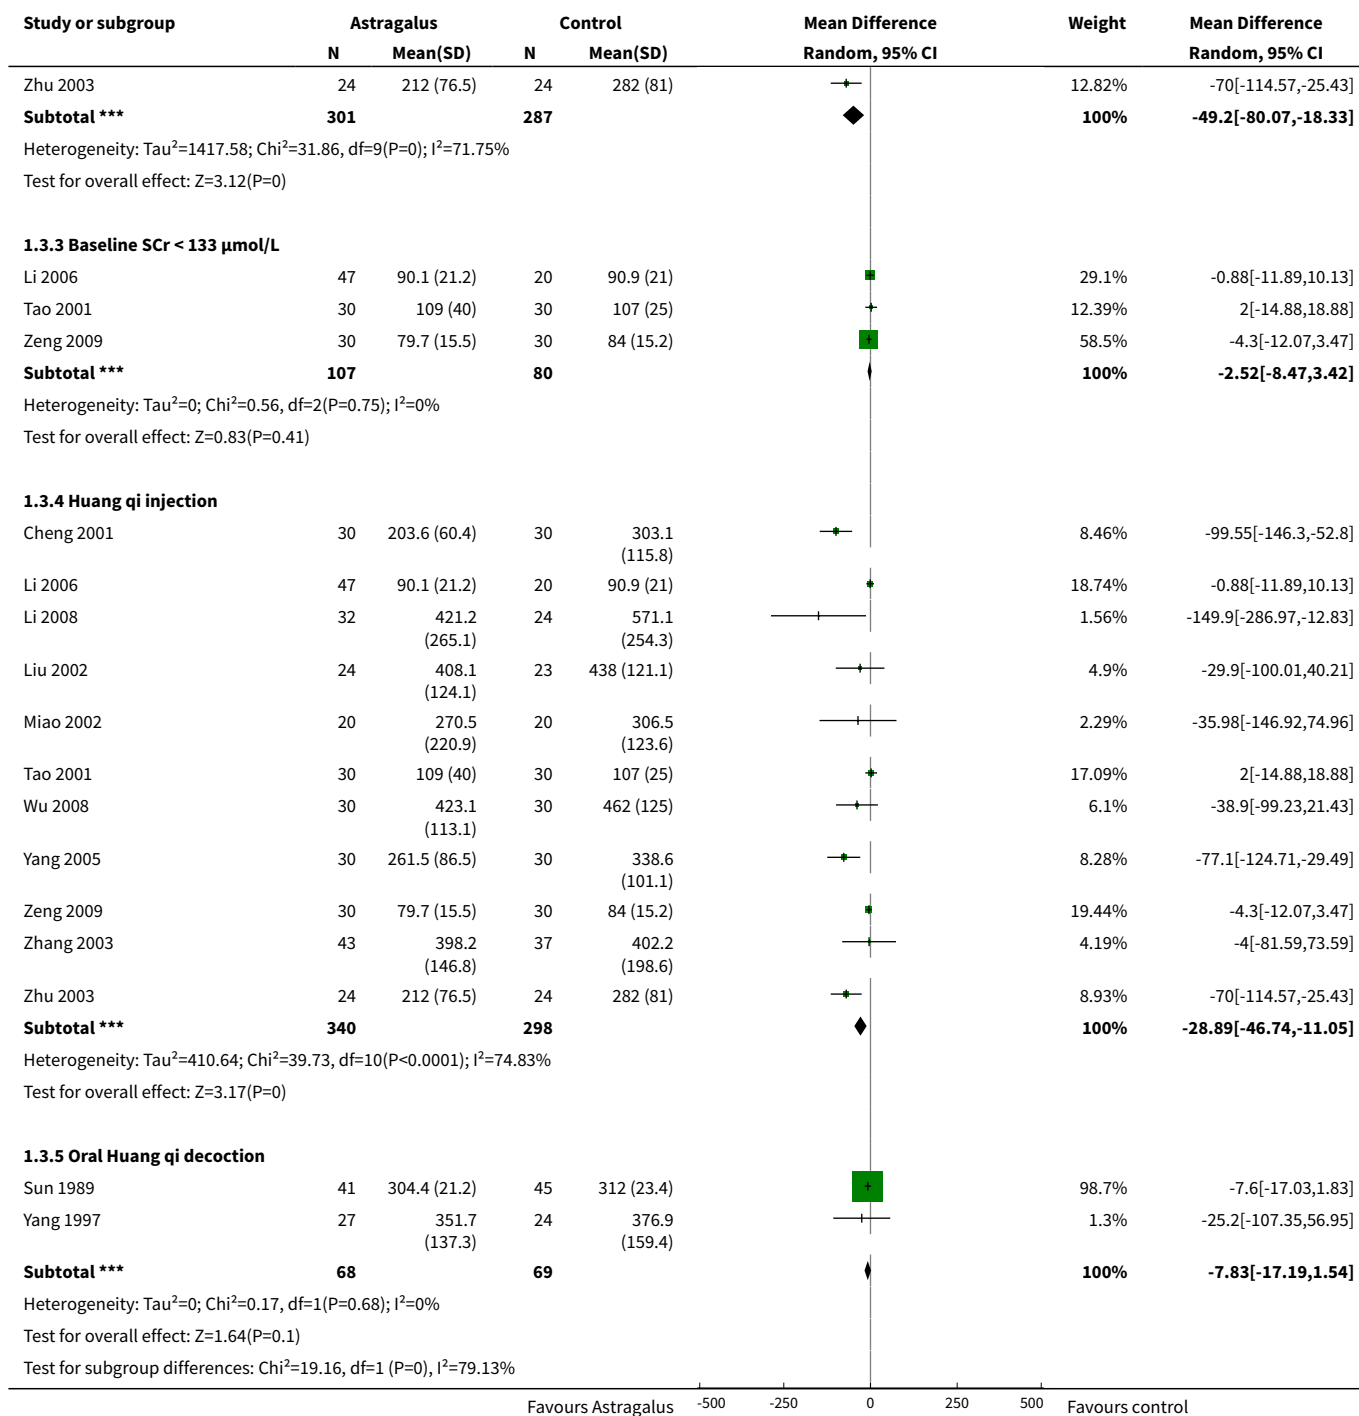 Study or subgroup Astragalus Control Mean Difference Weight Mean Difference
N Mean(SD) N Mean(SD) Random, 95% CI Random, 95% CI
Zhu 2003 24 212 (76.5) 24 282 (81) 12.82% -70[-114.57,-25.43]
Subtotal *** 301 287 100% -49.2[-80.07,-18.33]
Heterogeneity: Tau²=1417.58; Chi²=31.86, df=9(P=0); I²=71.75%
Test for overall effect: Z=3.12(P=0)
1.3.3 Baseline SCr < 133 µmol/L
Li 2006 47 90.1 (21.2) 20 90.9 (21) 29.1% -0.88[-11.89,10.13]
Tao 2001 30 109 (40) 30 107 (25) 12.39% 2[-14.88,18.88]
Zeng 2009 30 79.7 (15.5) 30 84 (15.2) 58.5% -4.3[-12.07,3.47]
Subtotal *** 107 80 100% -2.52[-8.47,3.42]
Heterogeneity: Tau²=0; Chi²=0.56, df=2(P=0.75); I²=0%
Test for overall effect: Z=0.83(P=0.41)
1.3.4 Huang qi injection
Cheng 2001 30 203.6 (60.4) 30 303.1 8.46% -99.55[-146.3,-52.8]
(115.8)
Li 2006 47 90.1 (21.2) 20 90.9 (21) 18.74% -0.88[-11.89,10.13]
Li 2008 32 421.2 24 571.1 1.56% -149.9[-286.97,-12.83]
(265.1) (254.3)
Liu 2002 24 408.1 23 438 (121.1) 4.9% -29.9[-100.01,40.21]
(124.1)
Miao 2002 20 270.5 20 306.5 2.29% -35.98[-146.92,74.96]
(220.9) (123.6)
Tao 2001 30 109 (40) 30 107 (25) 17.09% 2[-14.88,18.88]
Wu 2008 30 423.1 30 462 (125) 6.1% -38.9[-99.23,21.43]
(113.1)
Yang 2005 30 261.5 (86.5) 30 338.6 8.28% -77.1[-124.71,-29.49]
(101.1)
Zeng 2009 30 79.7 (15.5) 30 84 (15.2) 19.44% -4.3[-12.07,3.47]
Zhang 2003 43 398.2 37 402.2 4.19% -4[-81.59,73.59]
(146.8) (198.6)
Zhu 2003 24 212 (76.5) 24 282 (81) 8.93% -70[-114.57,-25.43]
Subtotal *** 340 298 100% -28.89[-46.74,-11.05]
Heterogeneity: Tau²=410.64; Chi²=39.73, df=10(P<0.0001); I²=74.83%
Test for overall effect: Z=3.17(P=0)
1.3.5 Oral Huang qi decoction
Sun 1989 41 304.4 (21.2) 45 312 (23.4) 98.7% -7.6[-17.03,1.83]
Yang 1997 27 351.7 24 376.9 1.3% -25.2[-107.35,56.95]
(137.3) (159.4)
Subtotal *** 68 69 100% -7.83[-17.19,1.54]
Heterogeneity: Tau²=0; Chi²=0.17, df=1(P=0.68); I²=0%
Test for overall effect: Z=1.64(P=0.1)
Test for subgroup differences: Chi²=19.16, df=1 (P=0), I²=79.13%
Favours Astragalus -500 -250 0 250 500 Favours control